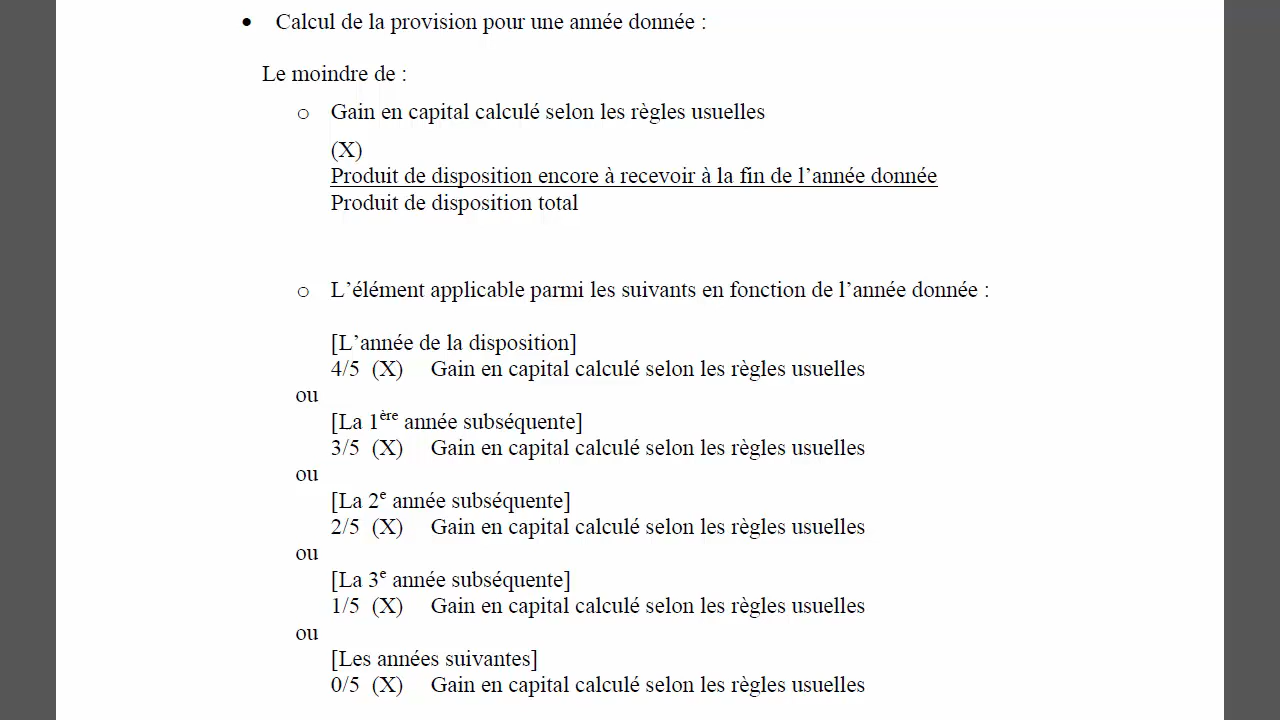 • Calcul de la provision pour une année donnée :
Le moindre de :
o Gain en capital calculé selon les règles usuelles
(X)
Produit de disposition encore à recevoir à la fin de l’année donnée
Produit de disposition total
o L’élément applicable parmi les suivants en fonction de l’année donnée :
[L’année de la disposition]
4/5 (X) Gain en capital calculé selon les règles usuelles
ou
[La 1ère année subséquente]
3/5 (X) Gain en capital calculé selon les règles usuelles
ou
[La 2e année subséquente]
2/5 (X) Gain en capital calculé selon les règles usuelles
ou
[La 3e année subséquente]
1/5 (X) Gain en capital calculé selon les règles usuelles
ou
[Les années suivantes]
0/5 (X) Gain en capital calculé selon les règles usuelles